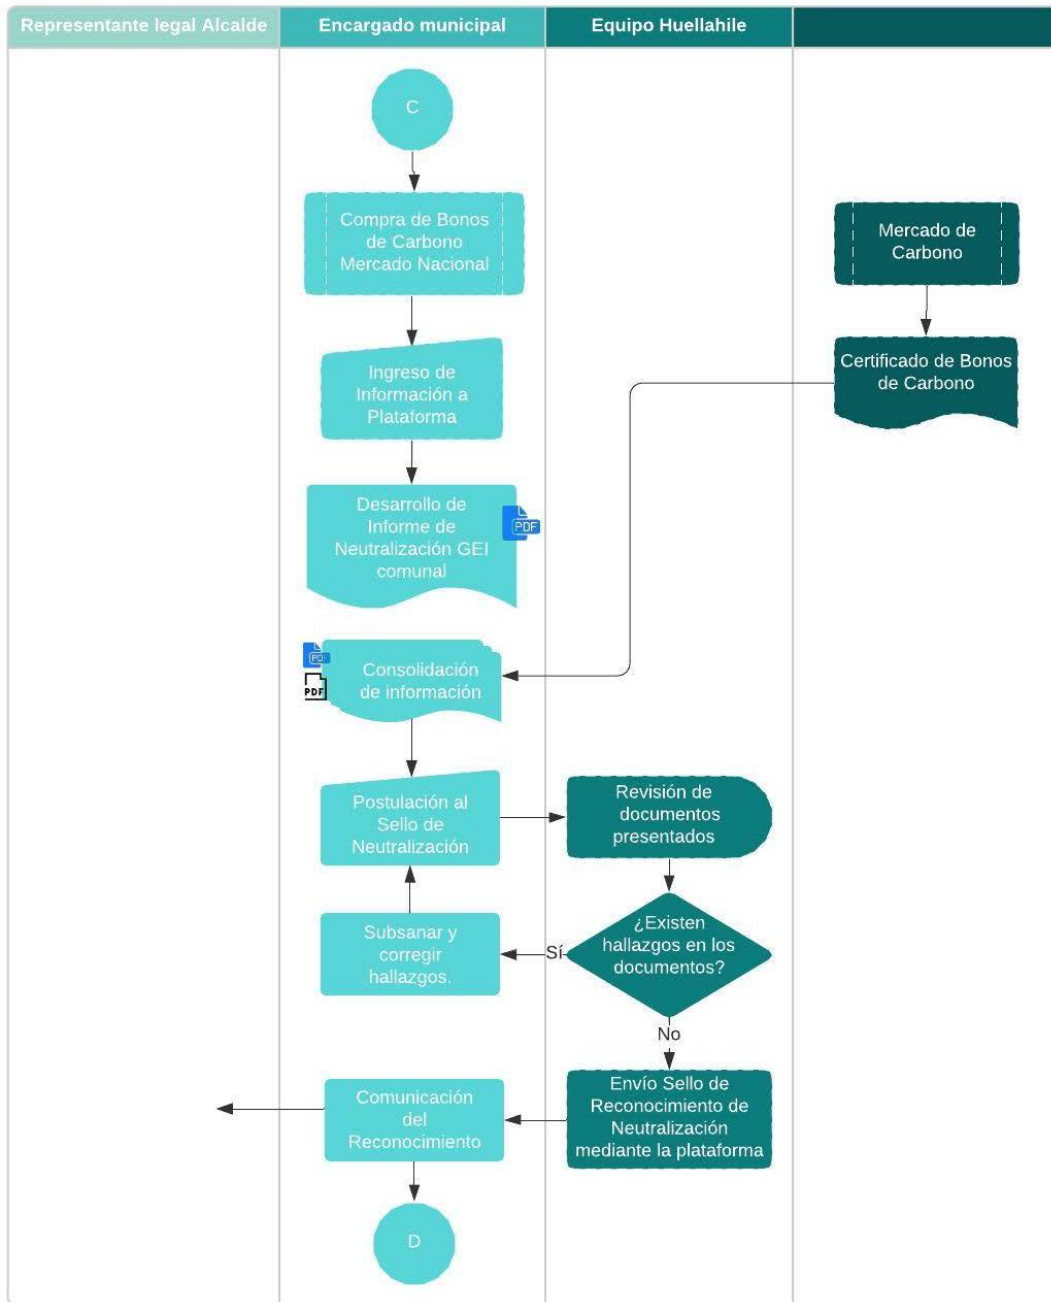 Representante legal Alcalde
Encargado municipal
Equipo Huellahile
C
Compra de Bonos
de Carbono
Mercado Nacional
Mercado de
Carbono
Ingreso de
Información a
Plataforma
Certificado de Bonos
de Carbono
Desarrollo de
Informe de
Neutralización GEI
comunal
PDF
PDF
PDF
Consolidación
de información
Postulación al
Sello de
Neutralización
Revisión de
documentos
presentados
¿Existen
hallazgos en los
documentos?
Sí
Subsanar y
corregir
hallazgos.
No
Envío Sello de
Reconocimiento de
Neutralización
mediante la plataforma
Comunicación
del
Reconocimiento
D